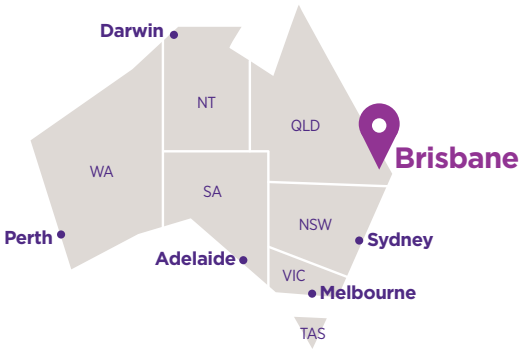 Darwin
NT
QLD
Brisbane
WA
SA
NSW
Perth
Sydney
Adelaide
VIC
Melbourne
TAS